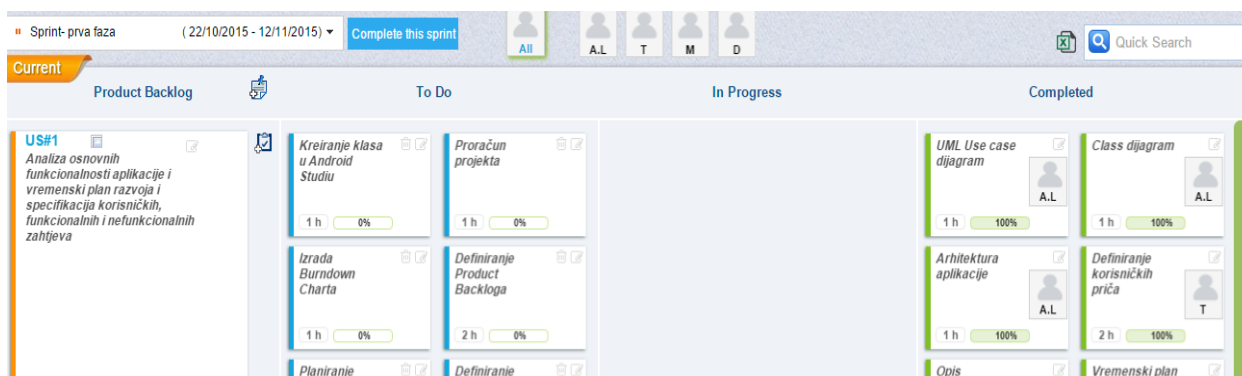 Sprint- prva faza ( 22/10/2015 - 12/11/2015)
Complete this sprint
All
A.L
T
M
D
Quick Search
Current
Product Backlog
To Do
In Progress
Completed
US#1
Analiza osnovnih
funkcionalnosti aplikacije i
vremenski plan razvoja i
specifikacija korisničkih,
funkcionalnih i nefunkcionalnih
zahtjeva
Kreiranje klasa
u Android
Studiu
1 h
0%
Proračun
projekta
1 h
0%
UML Use case
dijagram
A.L
1 h
100%
Class dijagram
A.L
1 h
100%
Izrada
Burndown
Charta
1 h
0%
Definiranje
Product
Backloga
2 h
0%
Arhitektura
aplikacije
A.L
1 h
100%
Definiranje
korisničkih
priča
T
2 h
100%
Planiranje
Definiranje
Opis
Vremenski plan